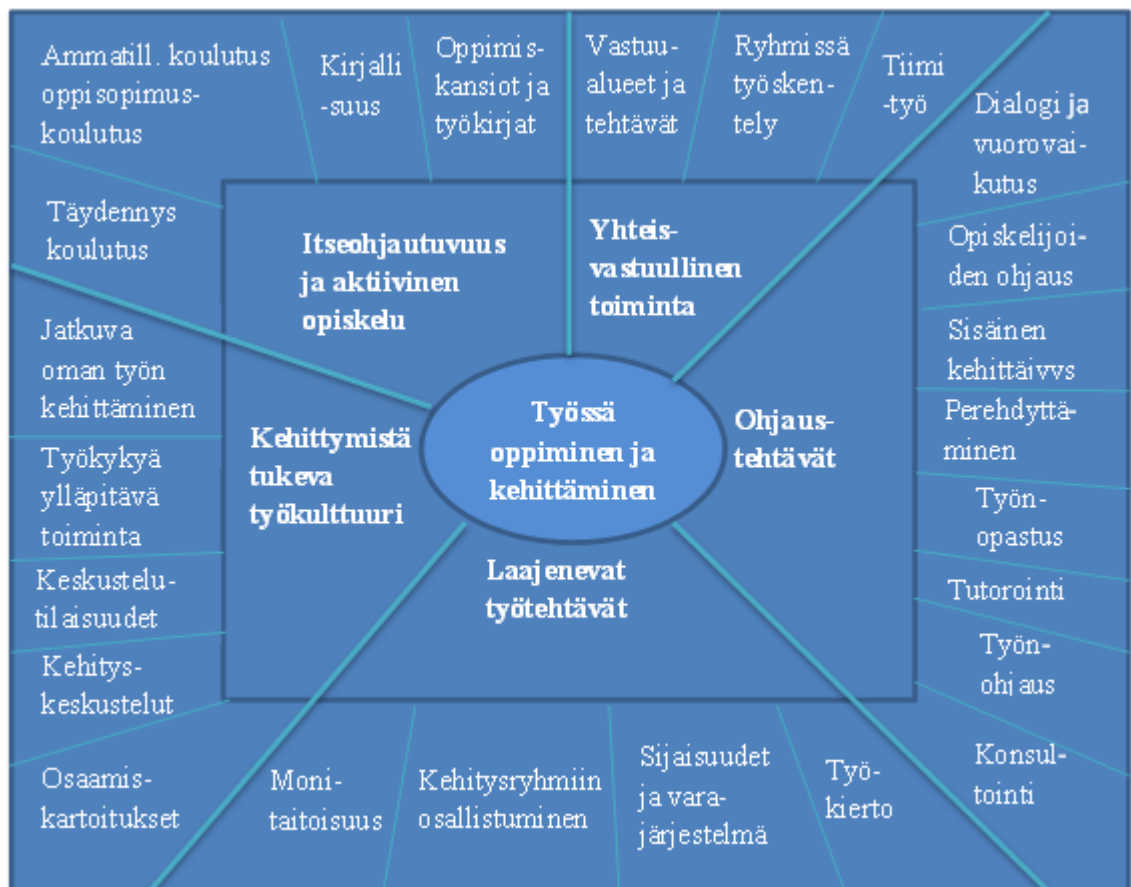 Ammatill. koulutus
oppisopimus-
koulutus
Kirjalli
-suus
Oppimis-
kansiot ja
työkirjat
Vastuu-
alueet ja
tehtävät
Ryhmissä
työsken-
tely
Tiimi
-työ
Dialogi ja
vuorovai-
kutus
Opiskelijoi-
den ohjaus
Sisäinen
kehittäivvs
Perehdyttä-
minen
Työn-
opastus
Tutorointi
Työn-
ohjaus
Konsul-
tointi
Työ-
kierto
Sijaisuudet
ja vara-
järjestelmä
Kehitysryhmiin
osallistuminen
Moni-
taitoisuus
Osaamis-
kartoitukset
Kehitys-
keskustelut
Keskustelu-
tilaisuudet
Työkykyä
ylläpitävä
toiminta
Jatkuva
oman työn
kehittäminen
Täydennys
koulutus
Itseohjautuvuus
ja aktiivinen
opiskelu
Yhteis-
vastuullinen
toiminta
Ohjaus-
tehtävät
Laajenevat
työtehtävät
Kehittymistä
tukeva
työkulttuuri
Työssä
oppiminen ja
kehittäminen